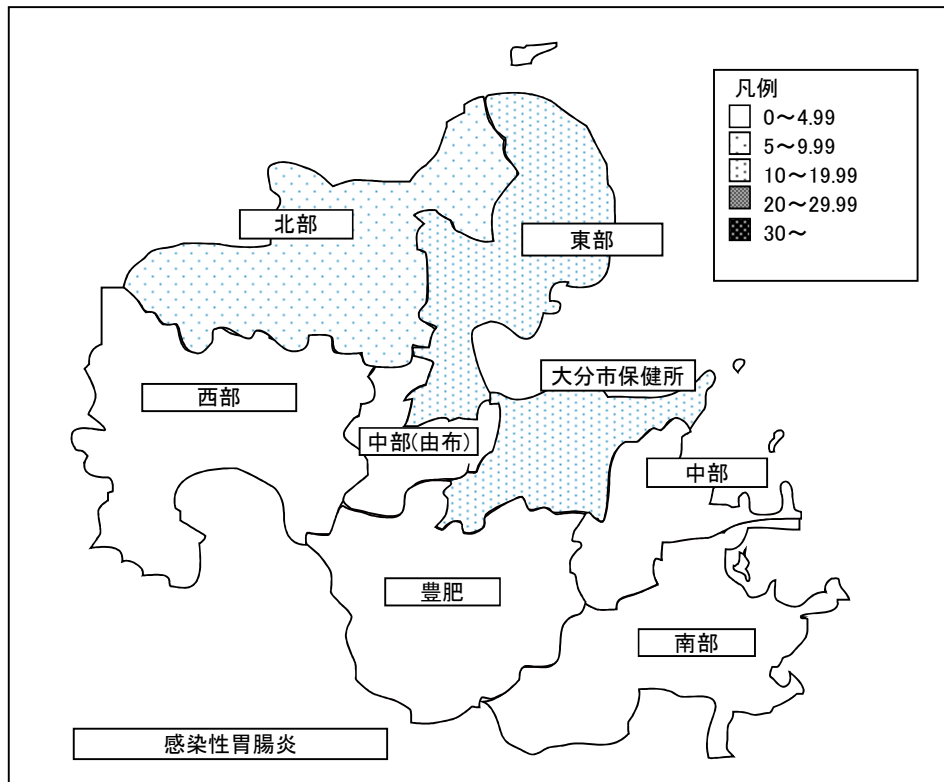 凡例
0～4.99
5～9.99
10～19.99
20～29.99
30～
北部
東部
大分市保健所
西部
中部(由布)
中部
豊肥
南部
感染性胃腸炎